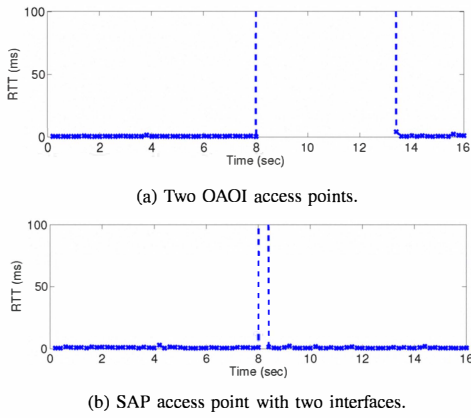 100
RTT (ms)
50
0
0 2 4 6 8 10 12 14 16
Time (sec)
(a) Two OAOI access points.
100
RTT (ms)
50
0
0 2 4 6 8 10 12 14 16
Time (sec)
(b) SAP access point with two interfaces.